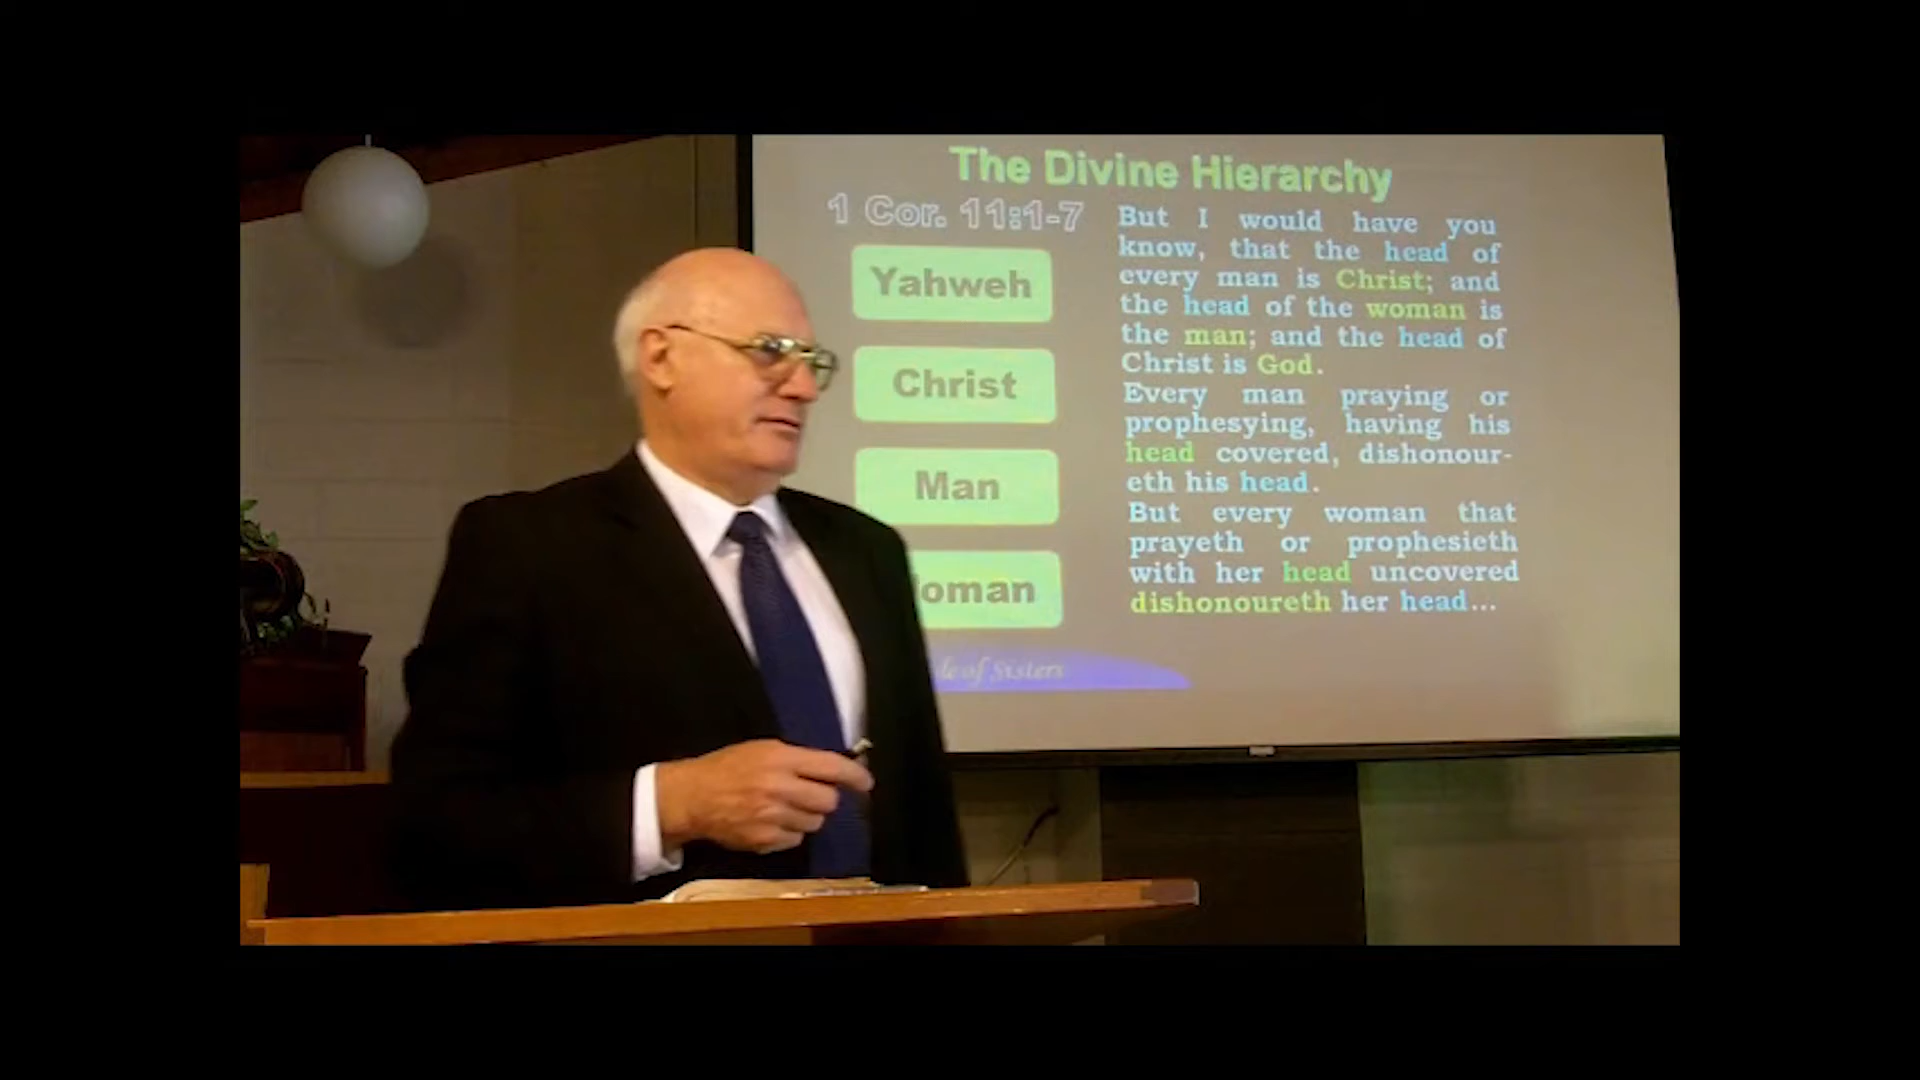 The Divine Hierarchy
1 Cor. 11:1-7
Yahweh
Christ
Man
oman
of Sisters
But I would have you
know, that the head of
every man is Christ; and
the head of the woman is
the man; and the head of
Christ is God.
Every man praying or
prophesying, having his
head covered, dishonour-
eth his head.
But every woman that
prayeth or prophesieth
with her head uncovered
dishonoureth her head...